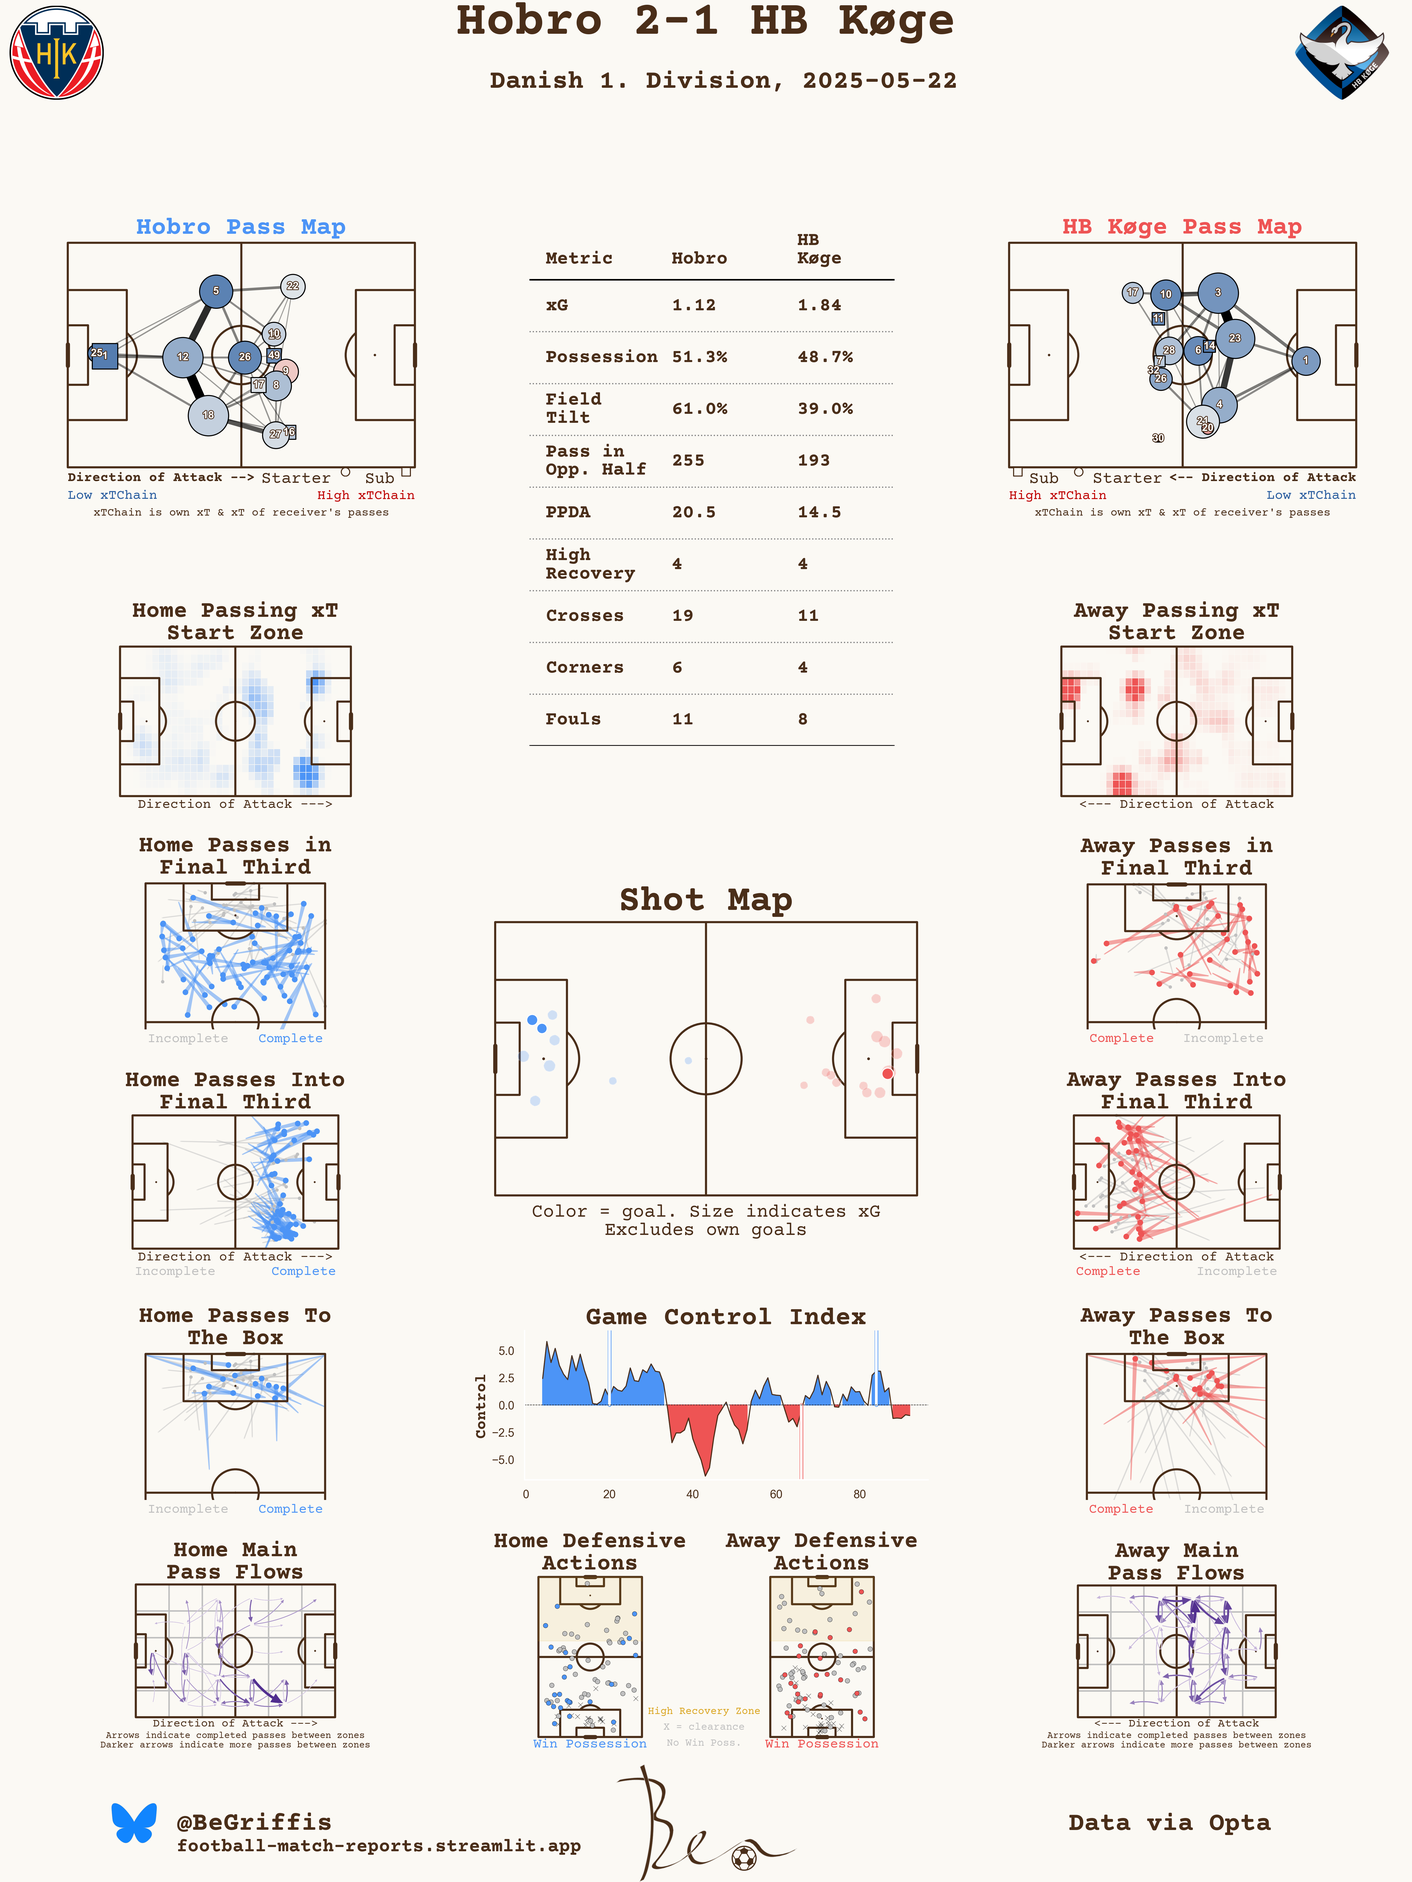 Hobro 2-1 HB Køge
Danish 1. Division, 2025-05-22
HIK
HB KØGE
Hobro Pass Map
5
22
10
25
1
12
26
49
9
17
8
18
27
16
Direction of Attack --> Starter Sub
Low xTChain High xTChain
xTChain is own xT & xT of receiver's passes
Metric Hobro HB Køge
xG 1.12 1.84
Possession 51.3% 48.7%
Field Tilt 61.0% 39.0%
Pass in Opp. Half 255 193
PPDA 20.5 14.5
High Recovery 4 4
Crosses 19 11
Corners 6 4
Fouls 11 8
HB Køge Pass Map
17
10
3
11
23
28
6
14
7
1
32
26
4
21
20
30
Sub Starter <-- Direction of Attack
High xTChain Low xTChain
xTChain is own xT & xT of receiver's passes
Home Passing xT
Start Zone
Direction of Attack --->
Away Passing xT
Start Zone
<--- Direction of Attack
Home Passes in
Final Third
Incomplete Complete
Away Passes in
Final Third
Complete Incomplete
Shot Map
Color = goal. Size indicates xG
Excludes own goals
Home Passes Into
Final Third
Direction of Attack --->
Incomplete Complete
Away Passes Into
Final Third
<--- Direction of Attack
Complete Incomplete
Home Passes To
The Box
Incomplete Complete
Game Control Index
Control
5.0
2.5
0.0
−2.5
−5.0
0 20 40 60 80
Away Passes To
The Box
Complete Incomplete
Home Main
Pass Flows
Direction of Attack --->
Arrows indicate completed passes between zones
Darker arrows indicate more passes between zones
Home Defensive
Actions
Win Possession
High Recovery Zone
X = clearance
No Win Poss.
Away Defensive
Actions
Win Possession
Away Main
Pass Flows
<--- Direction of Attack
Arrows indicate completed passes between zones
Darker arrows indicate more passes between zones
@BeGriffis
football-match-reports.streamlit.app
Ben
Data via Opta